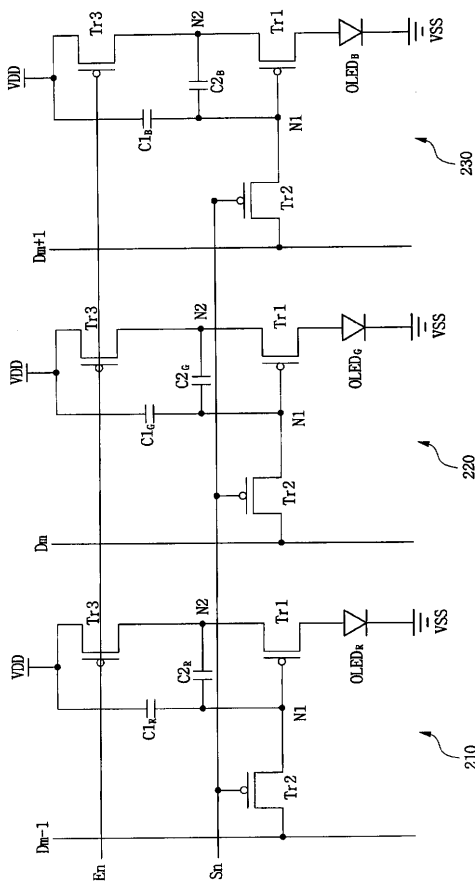 Dm-1
En
Sn
VDD
Tr3
C1R
N2
C2R
N1
Tr2
Tr1
OLEDR
VSS
210
Dm
VDD
Tr3
C1G
N2
C2G
N1
Tr2
Tr1
OLEDG
VSS
220
Dm+1
VDD
Tr3
C1B
N2
C2B
N1
Tr2
Tr1
OLEDB
VSS
230